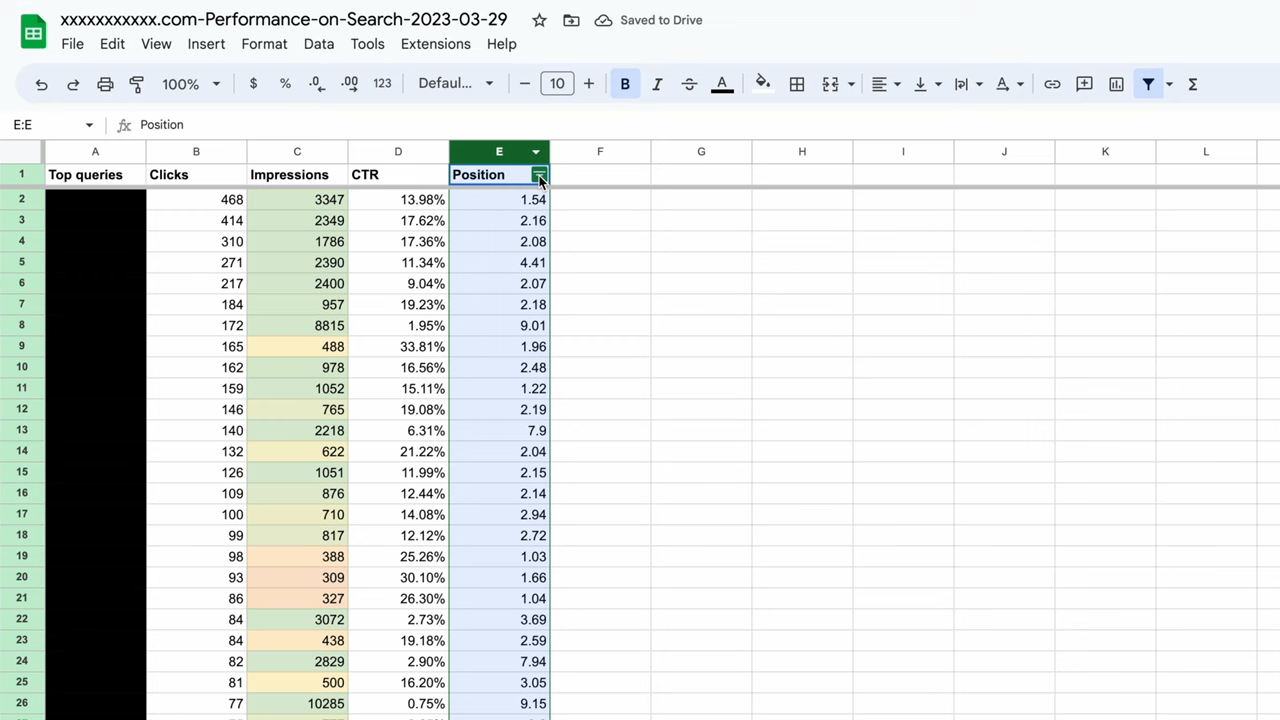 xxxxxxxxxxx.com-Performance-on-Search-2023-03-29 Saved to Drive
File Edit View Insert Format Data Tools Extensions Help
100% $ % .0 .00 123 Defaul... 10 B I S A Σ
E:E fx Position
A B C D E F G H I J K L
1 Top queries Clicks Impressions CTR Position
2 468 3347 13.98% 1.54
3 414 2349 17.62% 2.16
4 310 1786 17.36% 2.08
5 271 2390 11.34% 4.41
6 217 2400 9.04% 2.07
7 184 957 19.23% 2.18
8 172 8815 1.95% 9.01
9 165 488 33.81% 1.96
10 162 978 16.56% 2.48
11 159 1052 15.11% 1.22
12 146 765 19.08% 2.19
13 140 2218 6.31% 7.9
14 132 622 21.22% 2.04
15 126 1051 11.99% 2.15
16 109 876 12.44% 2.14
17 100 710 14.08% 2.94
18 99 817 12.12% 2.72
19 98 388 25.26% 1.03
20 93 309 30.10% 1.66
21 86 327 26.30% 1.04
22 84 3072 2.73% 3.69
23 84 438 19.18% 2.59
24 82 2829 2.90% 7.94
25 81 500 16.20% 3.05
26 77 10285 0.75% 9.15